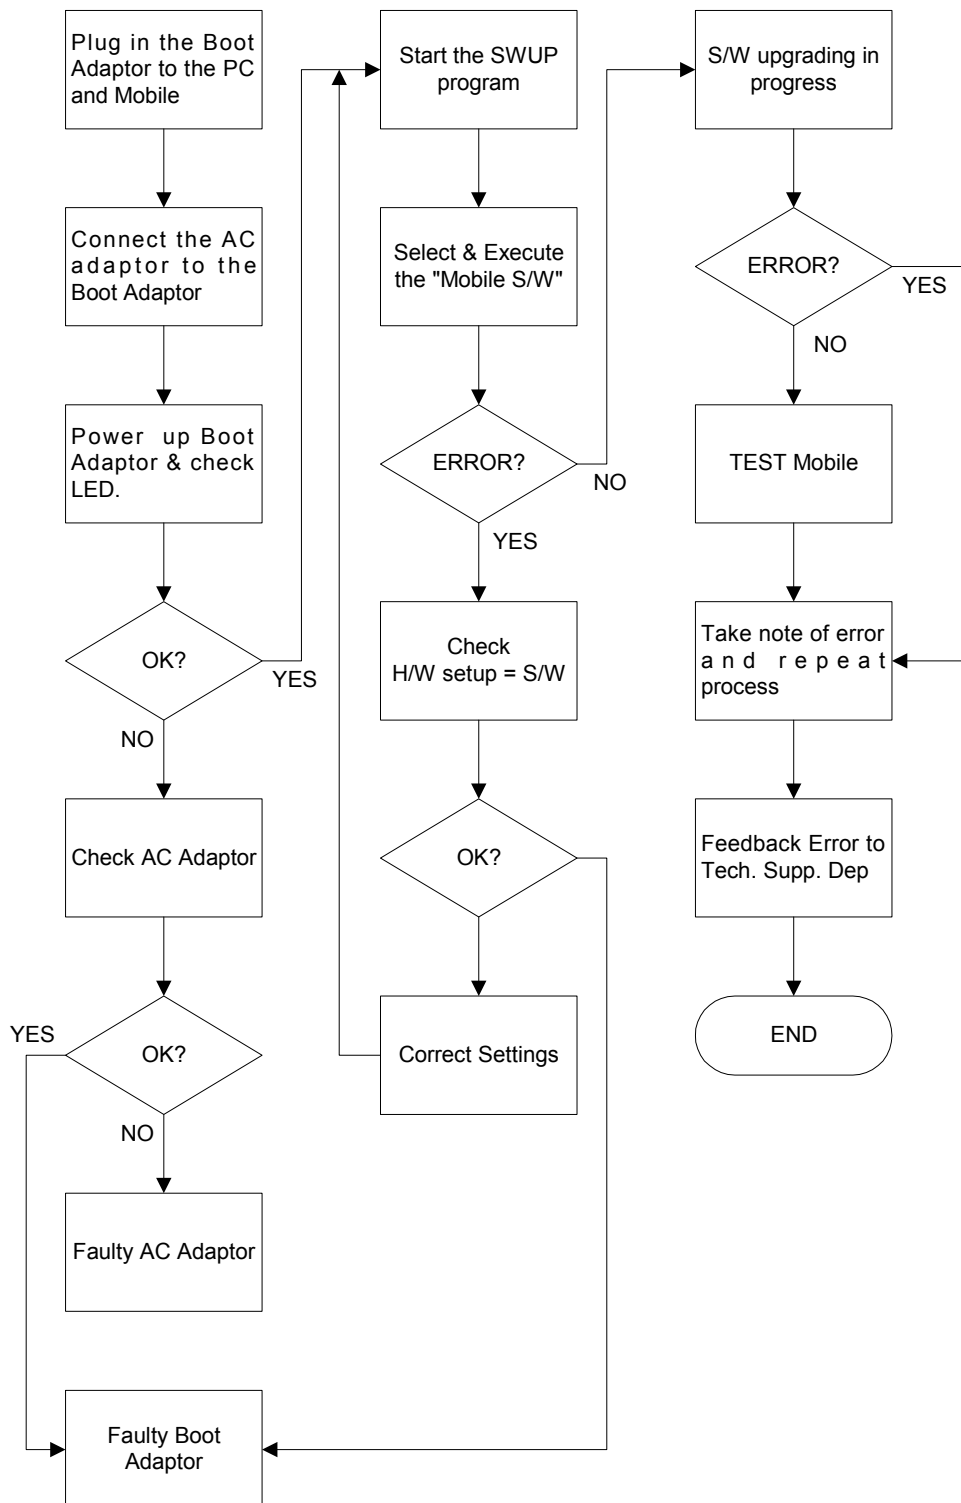 Plug in the Boot
Adaptor to the PC
and Mobile
Connect the AC
adaptor to the
Boot Adaptor
Power up Boot
Adaptor & check
LED.
OK?
YES
NO
Check AC Adaptor
YES
OK?
NO
Faulty AC Adaptor
Faulty Boot
Adaptor
Start the SWUP
program
Select & Execute
the "Mobile S/W"
ERROR?
NO
YES
Check
H/W setup = S/W
OK?
Correct Settings
S/W upgrading in
progress
ERROR?
YES
NO
TEST Mobile
Take note of error
and repeat
process
Feedback Error to
Tech. Supp. Dep
END